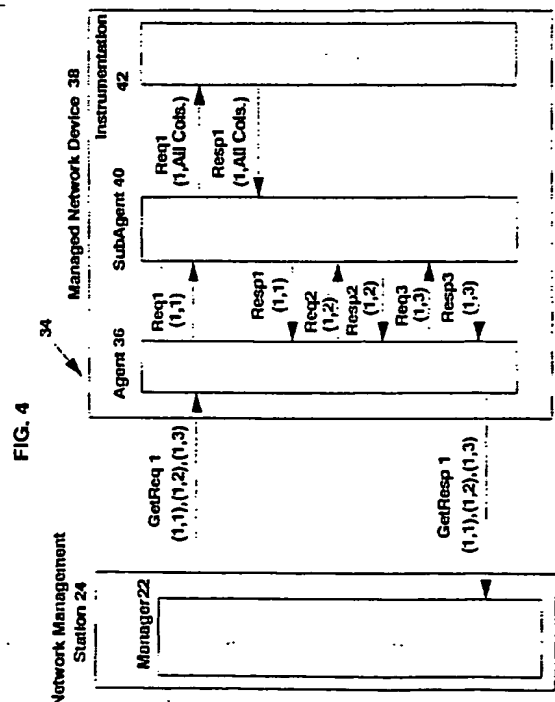 FIG. 4
34
Network Management
Station 24
Manager22
GetReq 1
(1,1),(1,2),(1,3)
GetResp 1
(1,1),(1,2),(1,3)
Managed Network Device 38
Agent 36
SubAgent 40
Instrumentation
42
Req1
(1,1)
Resp1
(1,1)
Req2
(1,2)
Resp2
(1,2)
Req3
(1,3)
Resp3
(1,3)
Req1
(1,All Cols.)
Resp1
(1,All Cols.)